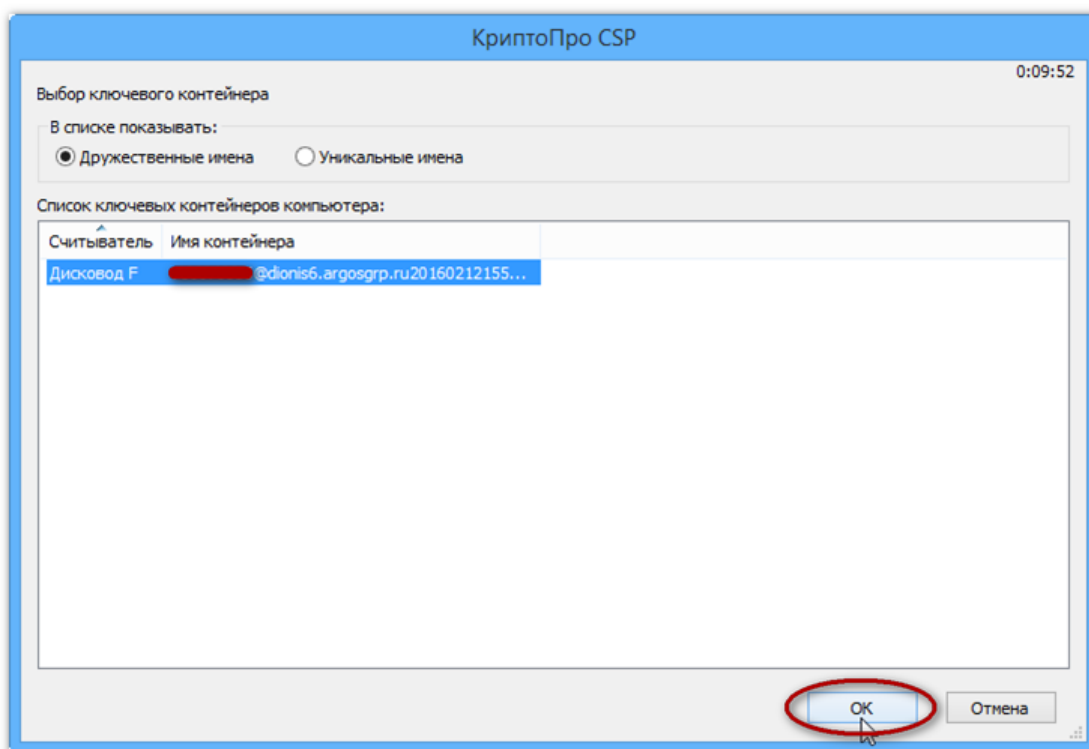 КриптоПро CSP
0:09:52
Выбор ключевого контейнера
В списке показывать:
Дружественные имена Уникальные имена
Список ключевых контейнеров компьютера:
Считыватель Имя контейнера
Дисковод F @dionis6.argosgrp.ru20160212155...
ОК Отмена